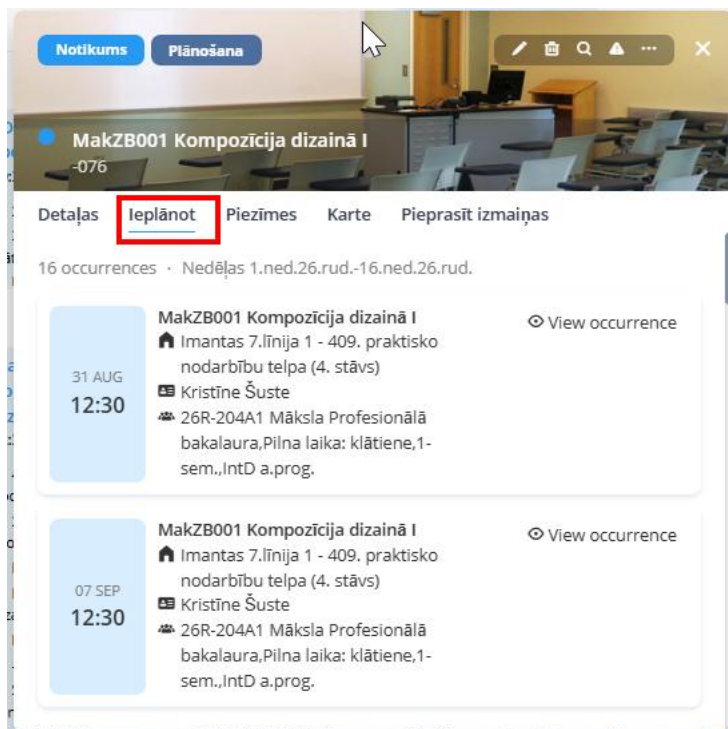 Notikums
Plānošana
MakZB001 Kompozīcija dizainā I
-076
Detaļas Ieplānot Piezīmes Karte Pieprasīt izmaiņas
16 occurrences · Nedēļas 1.ned.26.rud.-16.ned.26.rud.
31 AUG
12:30
MakZB001 Kompozīcija dizainā I
Imantas 7.līnija 1 - 409. praktisko
nodarbību telpa (4. stāvs)
Kristīne Šuste
26R-204A1 Māksla Profesionālā
bakalaura,Pilna laika: klātiene,1-
sem.,IntD a.prog.
View occurrence
07 SEP
12:30
MakZB001 Kompozīcija dizainā I
Imantas 7.līnija 1 - 409. praktisko
nodarbību telpa (4. stāvs)
Kristīne Šuste
26R-204A1 Māksla Profesionālā
bakalaura,Pilna laika: klātiene,1-
sem.,IntD a.prog.
View occurrence